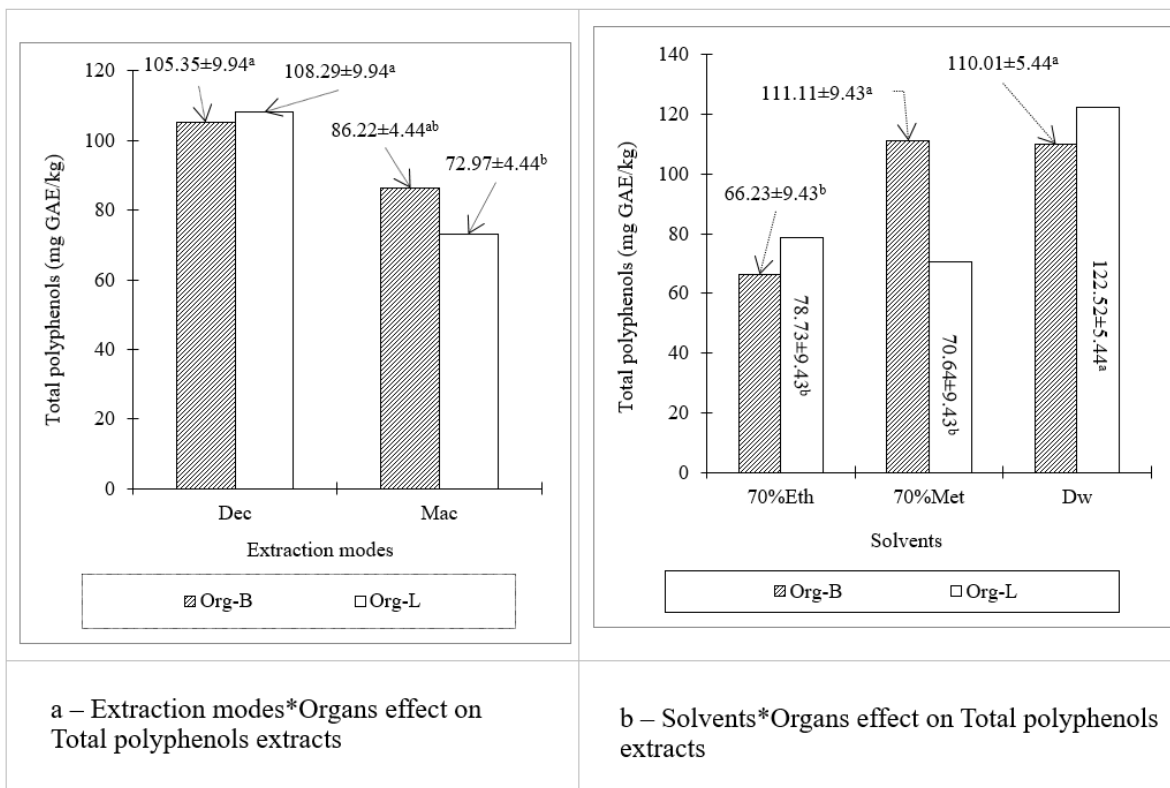 105.35±9.94ᵃ
108.29±9.94ᵃ
86.22±4.44ᵃᵇ
72.97±4.44ᵇ
120
100
80
60
40
20
0
Total polyphenols (mg GAE/kg)
Dec
Mac
Extraction modes
Org-B
Org-L
140
120
100
80
60
40
20
0
Total polyphenols (mg GAE/kg)
110.01±5.44ᵃ
111.11±9.43ᵃ
66.23±9.43ᵇ
78.73±9.43ᵇ
70.64±9.43ᵇ
122.52±5.44ᵃ
70%Eth
70%Met
Dw
Solvents
Org-B
Org-L
a – Extraction modes*Organs effect on
Total polyphenols extracts
b – Solvents*Organs effect on Total polyphenols
extracts